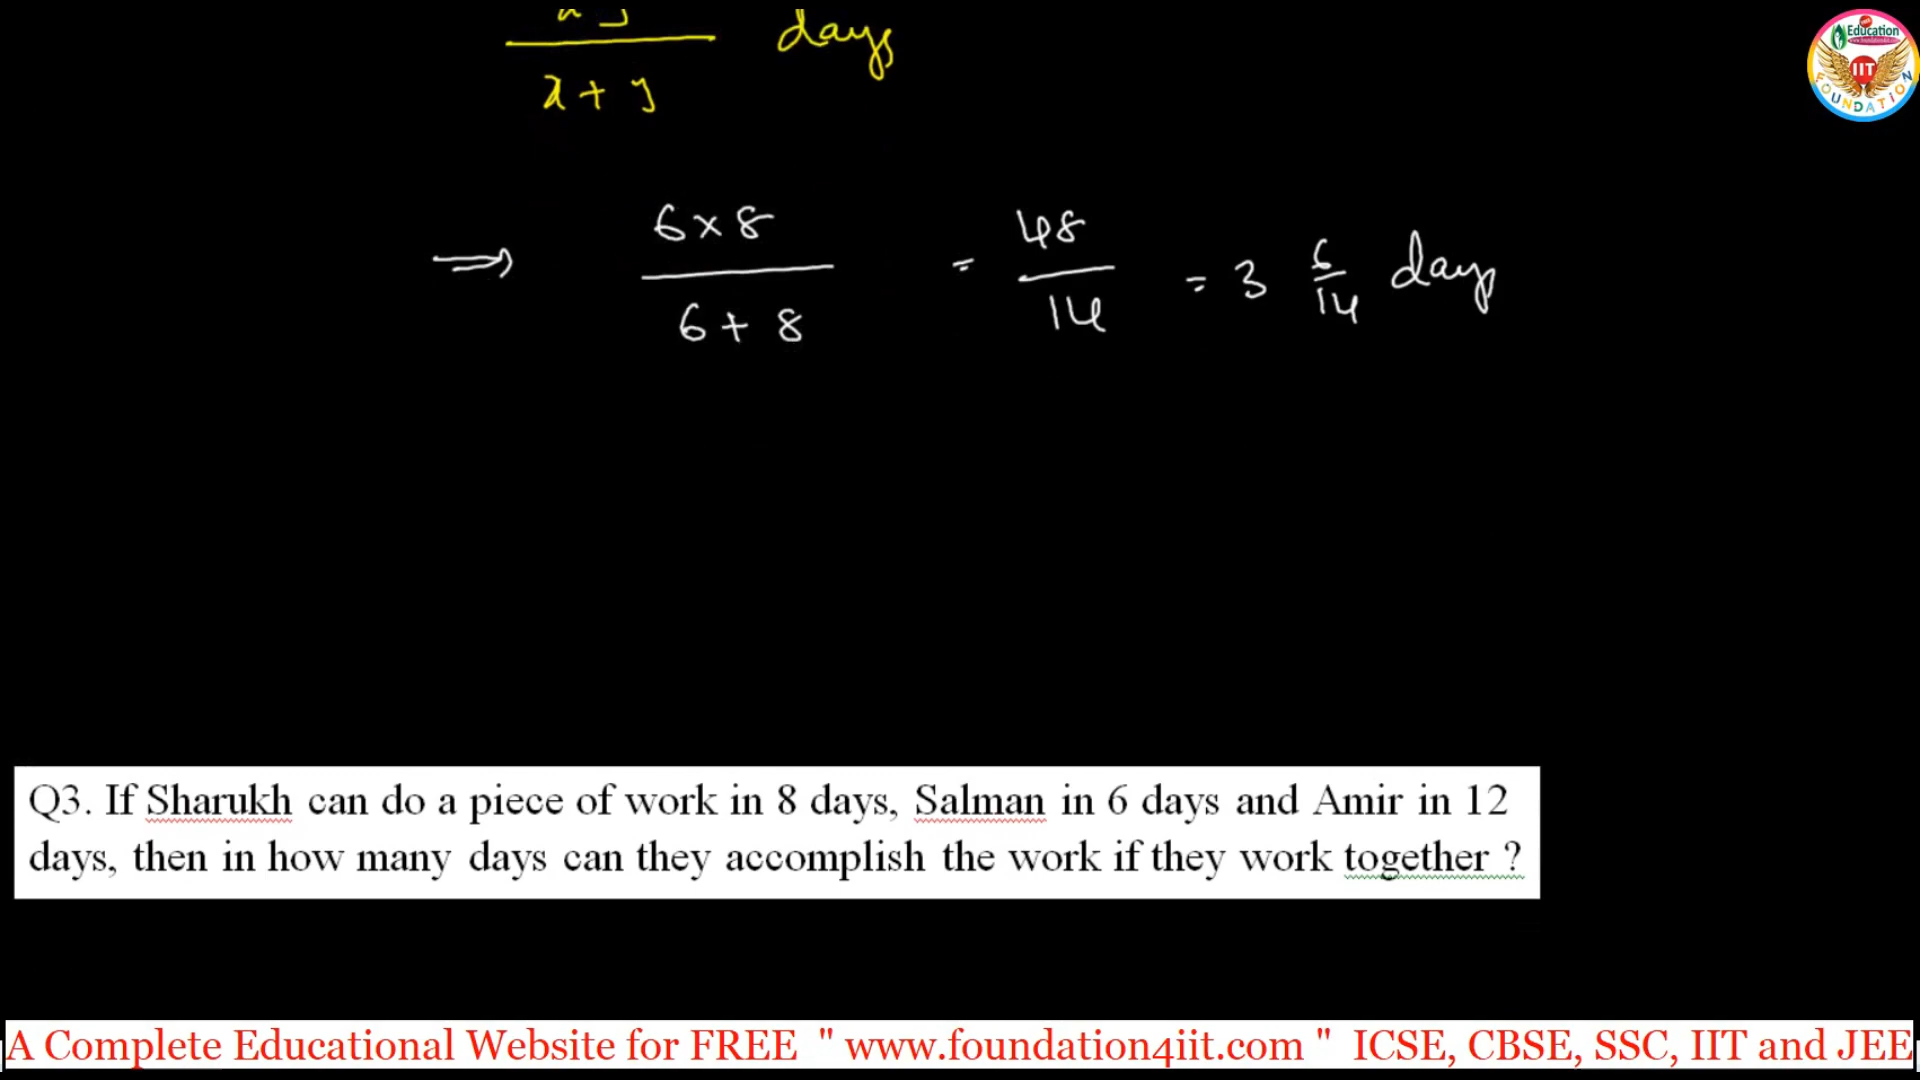 x + y days
⇒ 6 × 8 / 6 + 8 = 48 / 14 = 3 6/14 days
Q3. If Sharukh can do a piece of work in 8 days, Salman in 6 days and Amir in 12
days, then in how many days can they accomplish the work if they work together ?
A Complete Educational Website for FREE " www.foundation4iit.com " ICSE, CBSE, SSC, IIT and JEE
Education
IIT
FOUNDATION